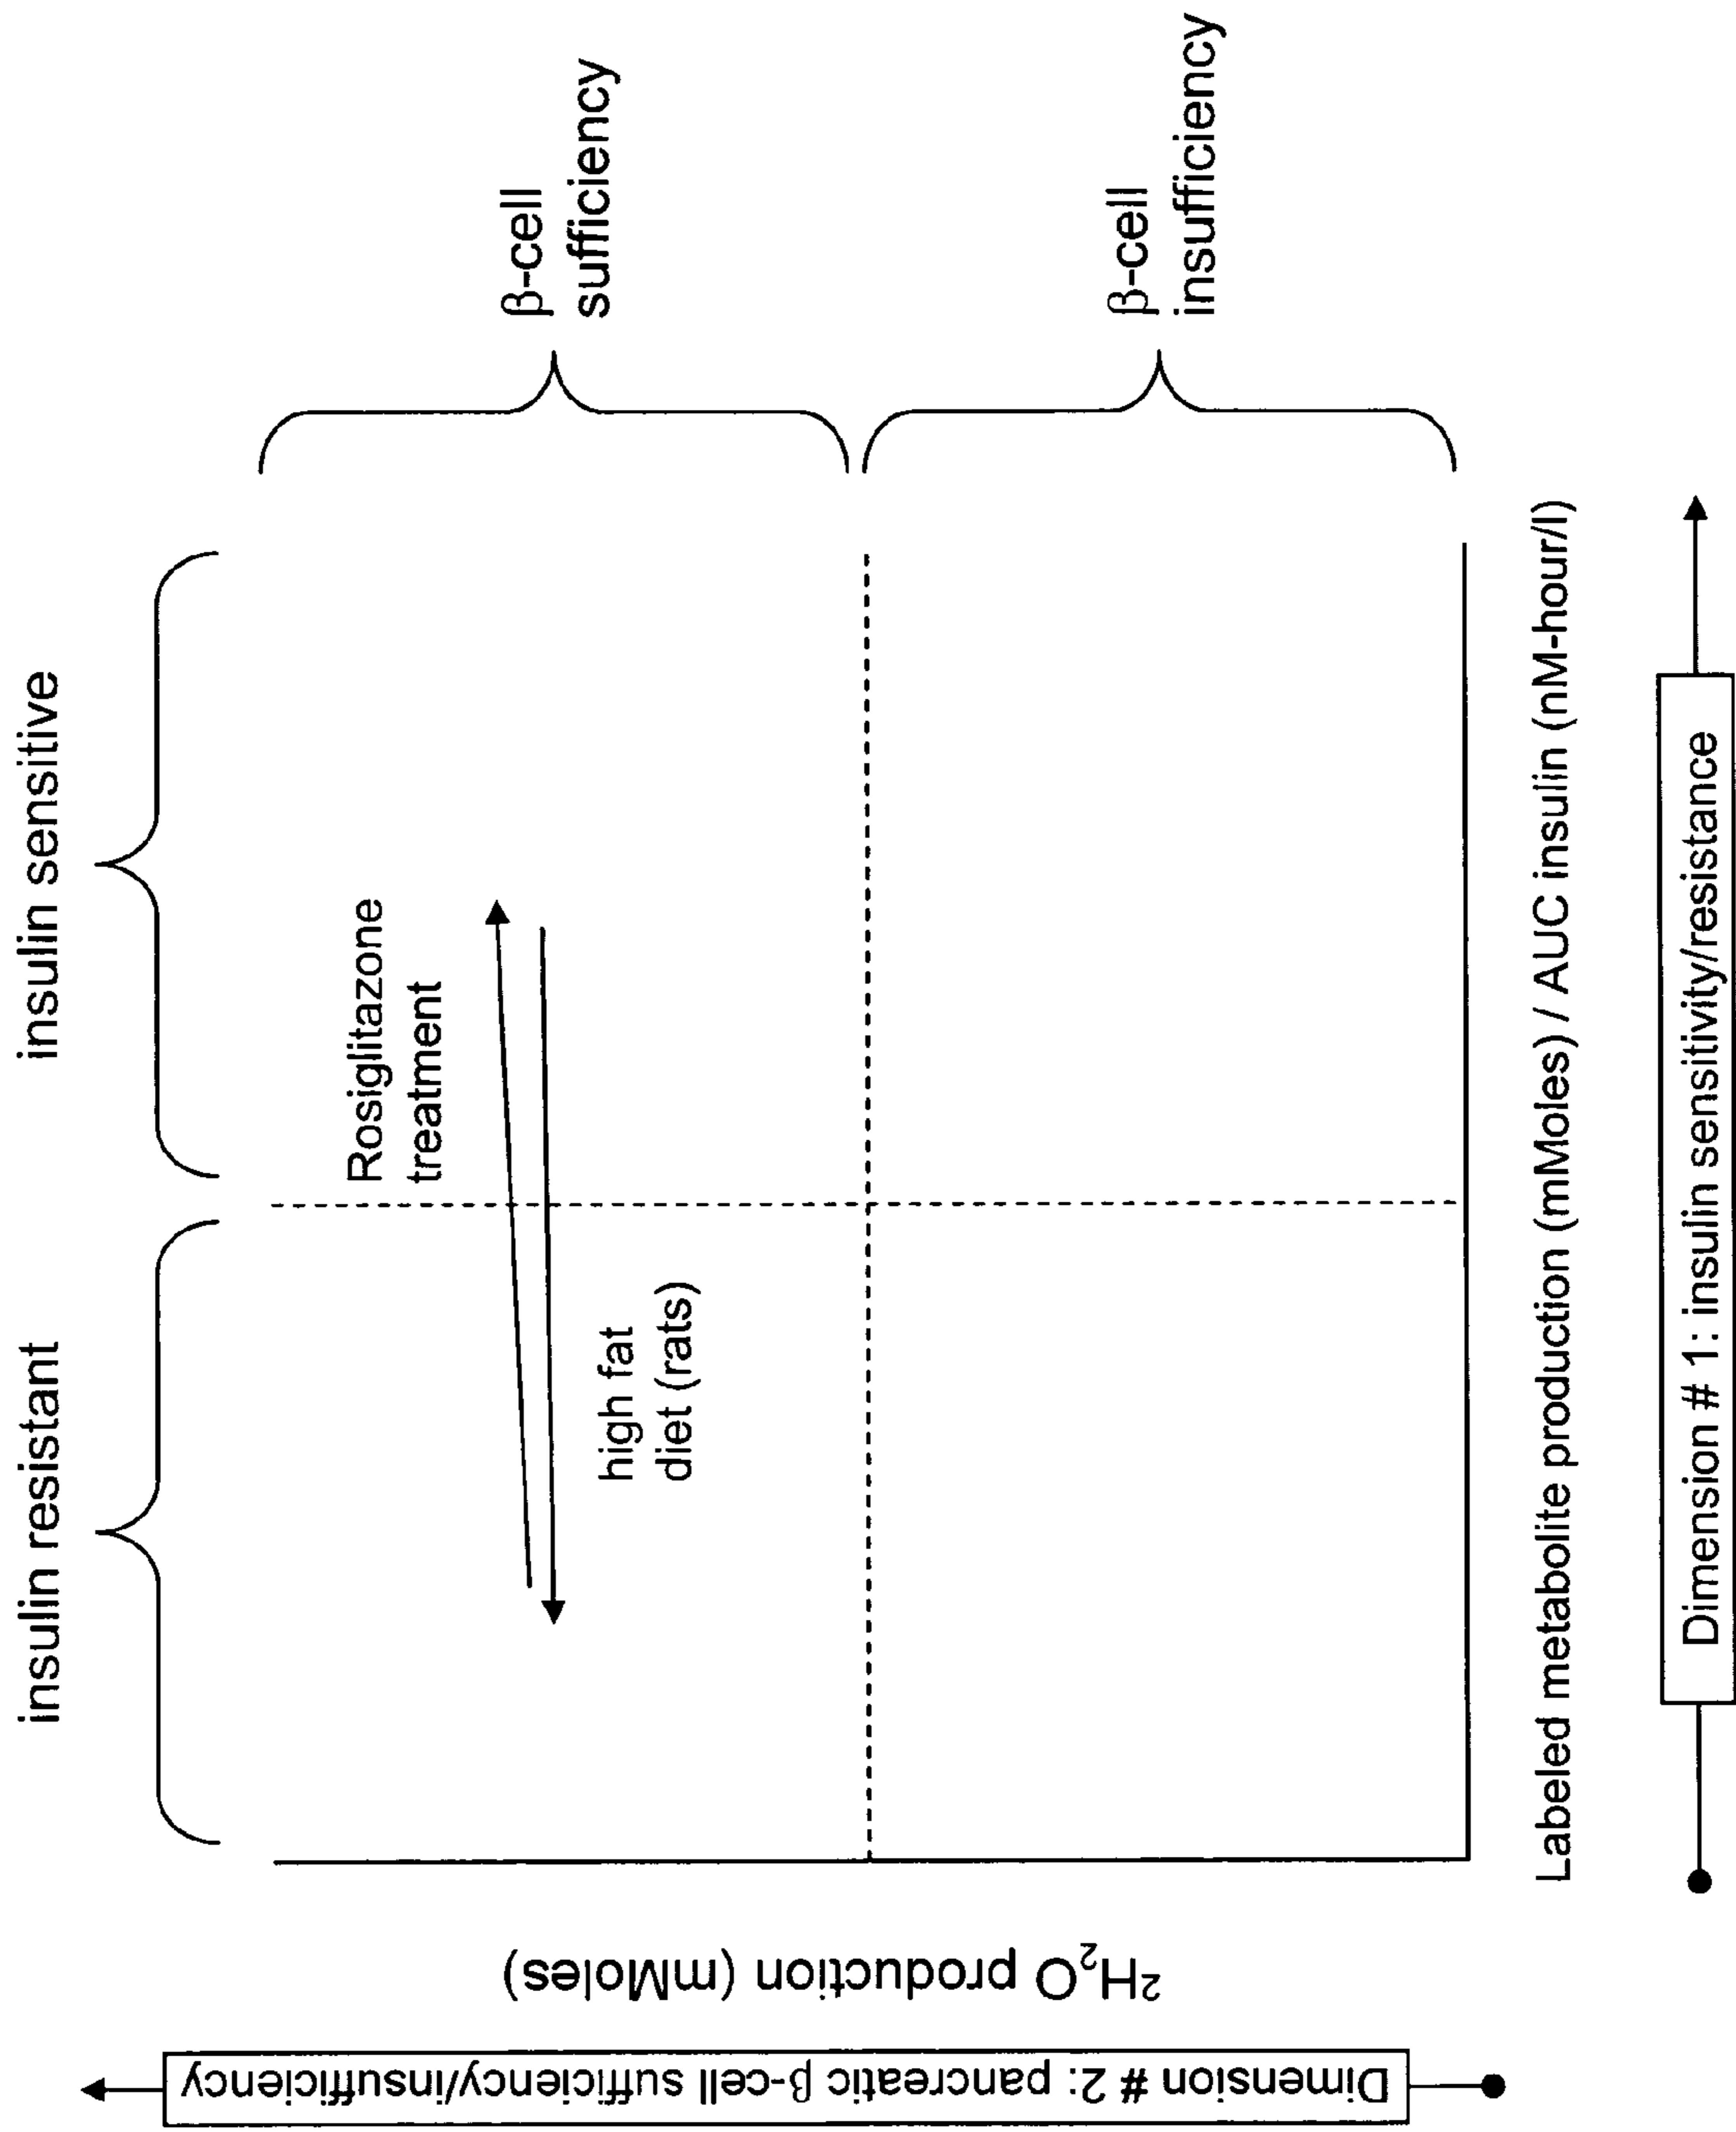 insulin resistant
insulin sensitive
Rosiglitazone
treatment
high fat
diet (rats)
β-cell
sufficiency
β-cell
insufficiency
²H₂O production (mMoles)
Dimension # 2: pancreatic β-cell sufficiency/insufficiency
Labeled metabolite production (mMoles) / AUC insulin (nM-hour/l)
Dimension # 1: insulin sensitivity/resistance